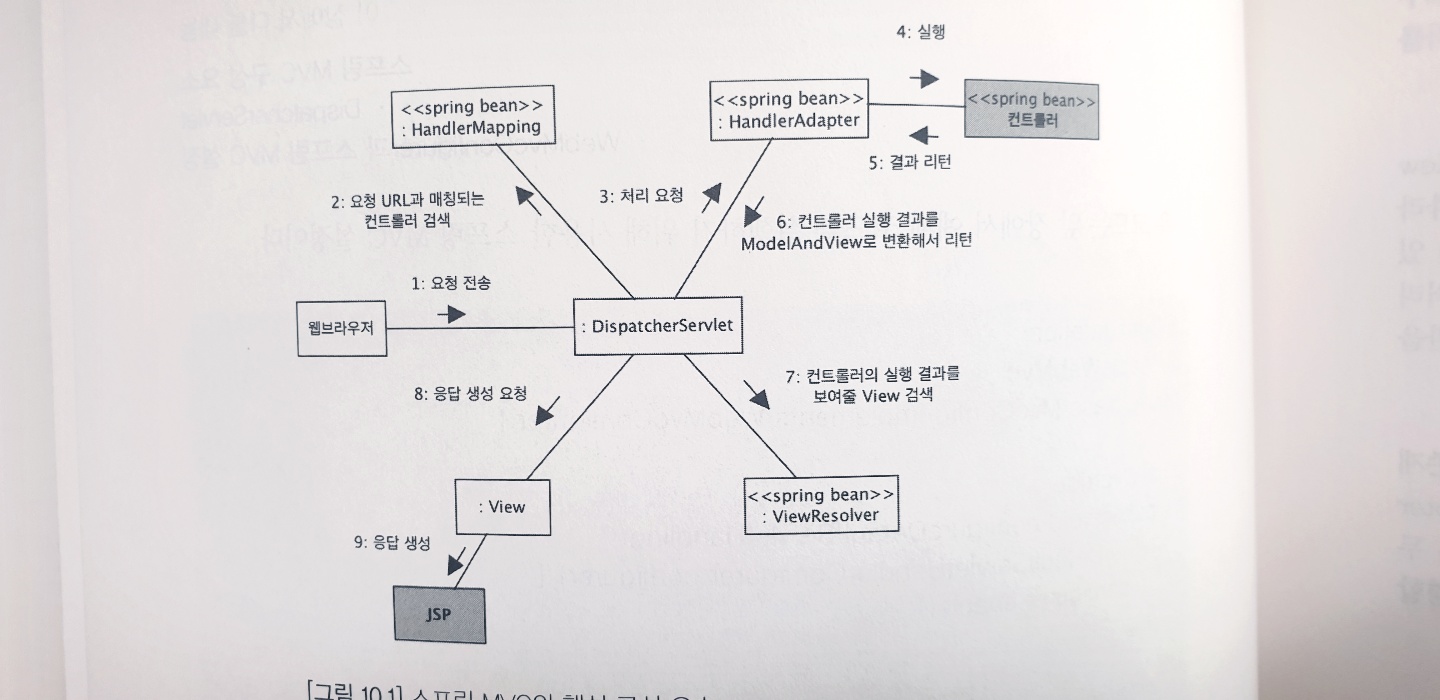 4: 실행
<<spring bean>>
: HandlerMapping
<<spring bean>>
: HandlerAdapter
<<spring bean>>
컨트롤러
5: 결과 리턴
2: 요청 URL과 매칭되는
컨트롤러 검색
3: 처리 요청
6: 컨트롤러 실행 결과를
ModelAndView로 변환해서 리턴
1: 요청 전송
웹브라우저
: DispatcherServlet
8: 응답 생성 요청
7: 컨트롤러의 실행 결과를
보여줄 View 검색
: View
<<spring bean>>
: ViewResolver
9: 응답 생성
JSP
[그림 10.1] 스프링 MVC의 핵심 구성 요소